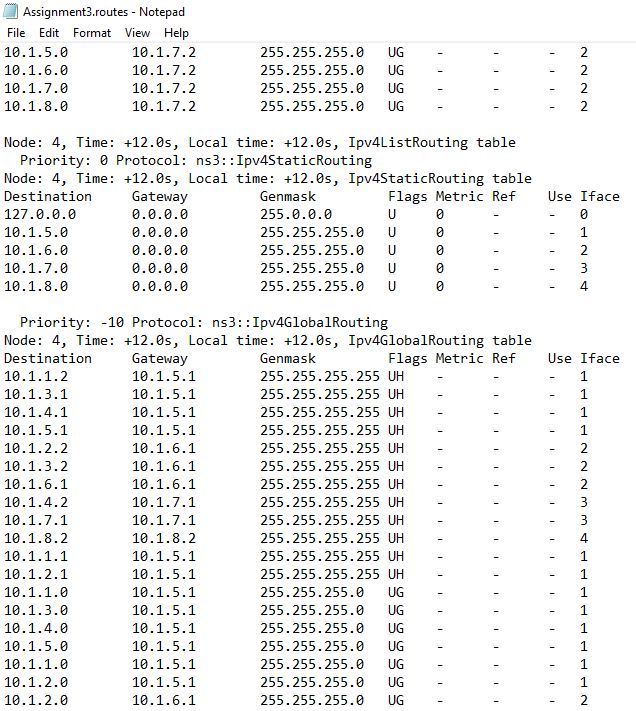 Assignment3.routes - Notepad
File Edit Format View Help
10.1.5.0 10.1.7.2 255.255.255.0 UG - - - 2
10.1.6.0 10.1.7.2 255.255.255.0 UG - - - 2
10.1.7.0 10.1.7.2 255.255.255.0 UG - - - 2
10.1.8.0 10.1.7.2 255.255.255.0 UG - - - 2
Node: 4, Time: +12.0s, Local time: +12.0s, Ipv4ListRouting table
Priority: 0 Protocol: ns3::Ipv4StaticRouting
Node: 4, Time: +12.0s, Local time: +12.0s, Ipv4StaticRouting table
Destination Gateway Genmask Flags Metric Ref Use Iface
127.0.0.0 0.0.0.0 255.0.0.0 U 0 - - 0
10.1.5.0 0.0.0.0 255.255.255.0 U 0 - - 1
10.1.6.0 0.0.0.0 255.255.255.0 U 0 - - 2
10.1.7.0 0.0.0.0 255.255.255.0 U 0 - - 3
10.1.8.0 0.0.0.0 255.255.255.0 U 0 - - 4
Priority: -10 Protocol: ns3::Ipv4GlobalRouting
Node: 4, Time: +12.0s, Local time: +12.0s, Ipv4GlobalRouting table
Destination Gateway Genmask Flags Metric Ref Use Iface
10.1.1.2 10.1.5.1 255.255.255.255 UH - - - 1
10.1.3.1 10.1.5.1 255.255.255.255 UH - - - 1
10.1.4.1 10.1.5.1 255.255.255.255 UH - - - 1
10.1.5.1 10.1.5.1 255.255.255.255 UH - - - 1
10.1.2.2 10.1.6.1 255.255.255.255 UH - - - 2
10.1.3.2 10.1.6.1 255.255.255.255 UH - - - 2
10.1.6.1 10.1.6.1 255.255.255.255 UH - - - 2
10.1.4.2 10.1.7.1 255.255.255.255 UH - - - 3
10.1.7.1 10.1.7.1 255.255.255.255 UH - - - 3
10.1.8.2 10.1.8.2 255.255.255.255 UH - - - 4
10.1.1.1 10.1.5.1 255.255.255.255 UH - - - 1
10.1.2.1 10.1.5.1 255.255.255.255 UH - - - 1
10.1.1.0 10.1.5.1 255.255.255.0 UG - - - 1
10.1.3.0 10.1.5.1 255.255.255.0 UG - - - 1
10.1.4.0 10.1.5.1 255.255.255.0 UG - - - 1
10.1.5.0 10.1.5.1 255.255.255.0 UG - - - 1
10.1.1.0 10.1.5.1 255.255.255.0 UG - - - 1
10.1.2.0 10.1.5.1 255.255.255.0 UG - - - 1
10.1.2.0 10.1.6.1 255.255.255.0 UG - - - 2